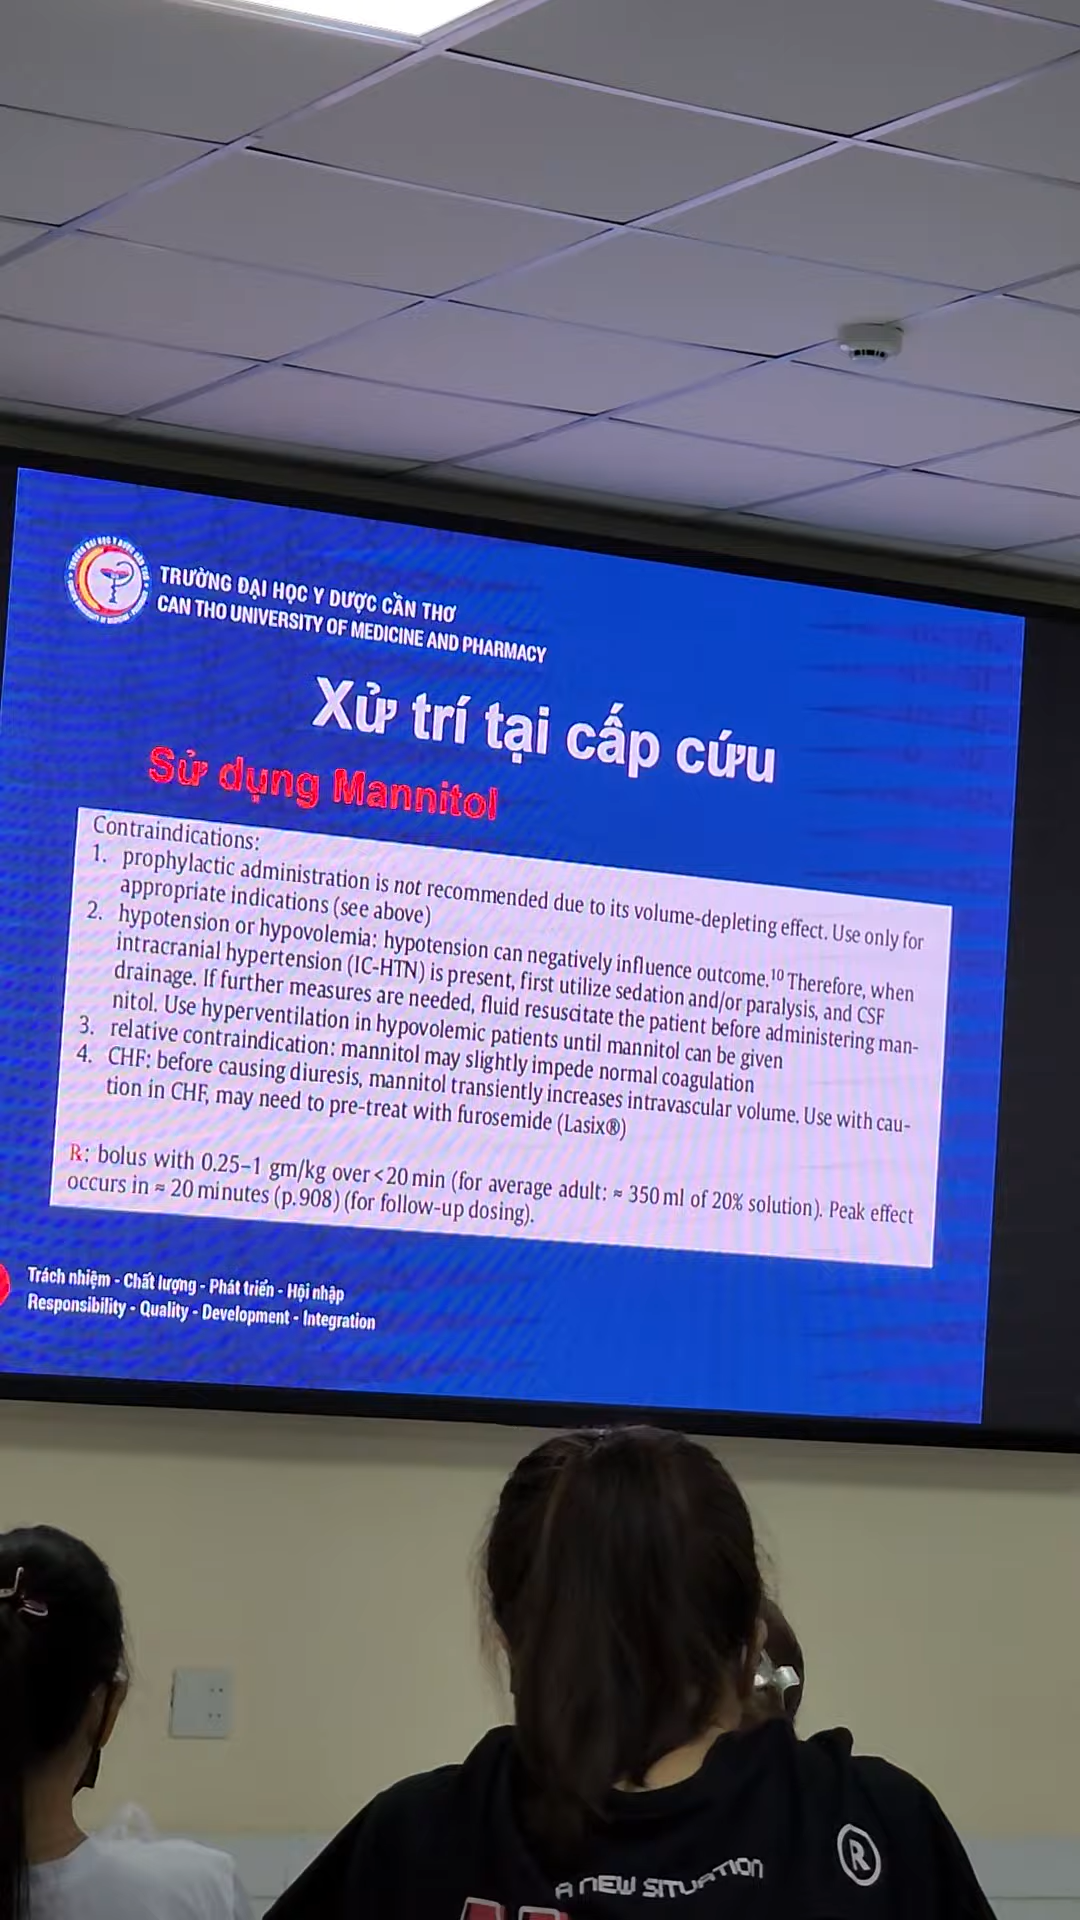 TRƯỜNG ĐẠI HỌC Y DƯỢC CẦN THƠ
CAN THO UNIVERSITY OF MEDICINE AND PHARMACY
Xử trí tại cấp cứu
Sử dụng Mannitol
Contraindications:
1. prophylactic administration is not recommended due to its volume-depleting effect. Use only for
appropriate indications (see above)
2. hypotension or hypovolemia: hypotension can negatively influence outcome.10 Therefore, when
intracranial hypertension (IC-HTN) is present, first utilize sedation and/or paralysis, and CSF
drainage. If further measures are needed, fluid resuscitate the patient before administering man-
nitol. Use hyperventilation in hypovolemic patients until mannitol can be given
3. relative contraindication: mannitol may slightly impede normal coagulation
4. CHF: before causing diuresis, mannitol transiently increases intravascular volume. Use with cau-
tion in CHF, may need to pre-treat with furosemide (Lasix®)
℞: bolus with 0.25–1 gm/kg over <20 min (for average adult: ≈ 350 ml of 20% solution). Peak effect
occurs in ≈ 20 minutes (p. 908) (for follow-up dosing).
Trách nhiệm - Chất lượng - Phát triển - Hội nhập
Responsibility - Quality - Development - Integration
A NEW SITUATION
®